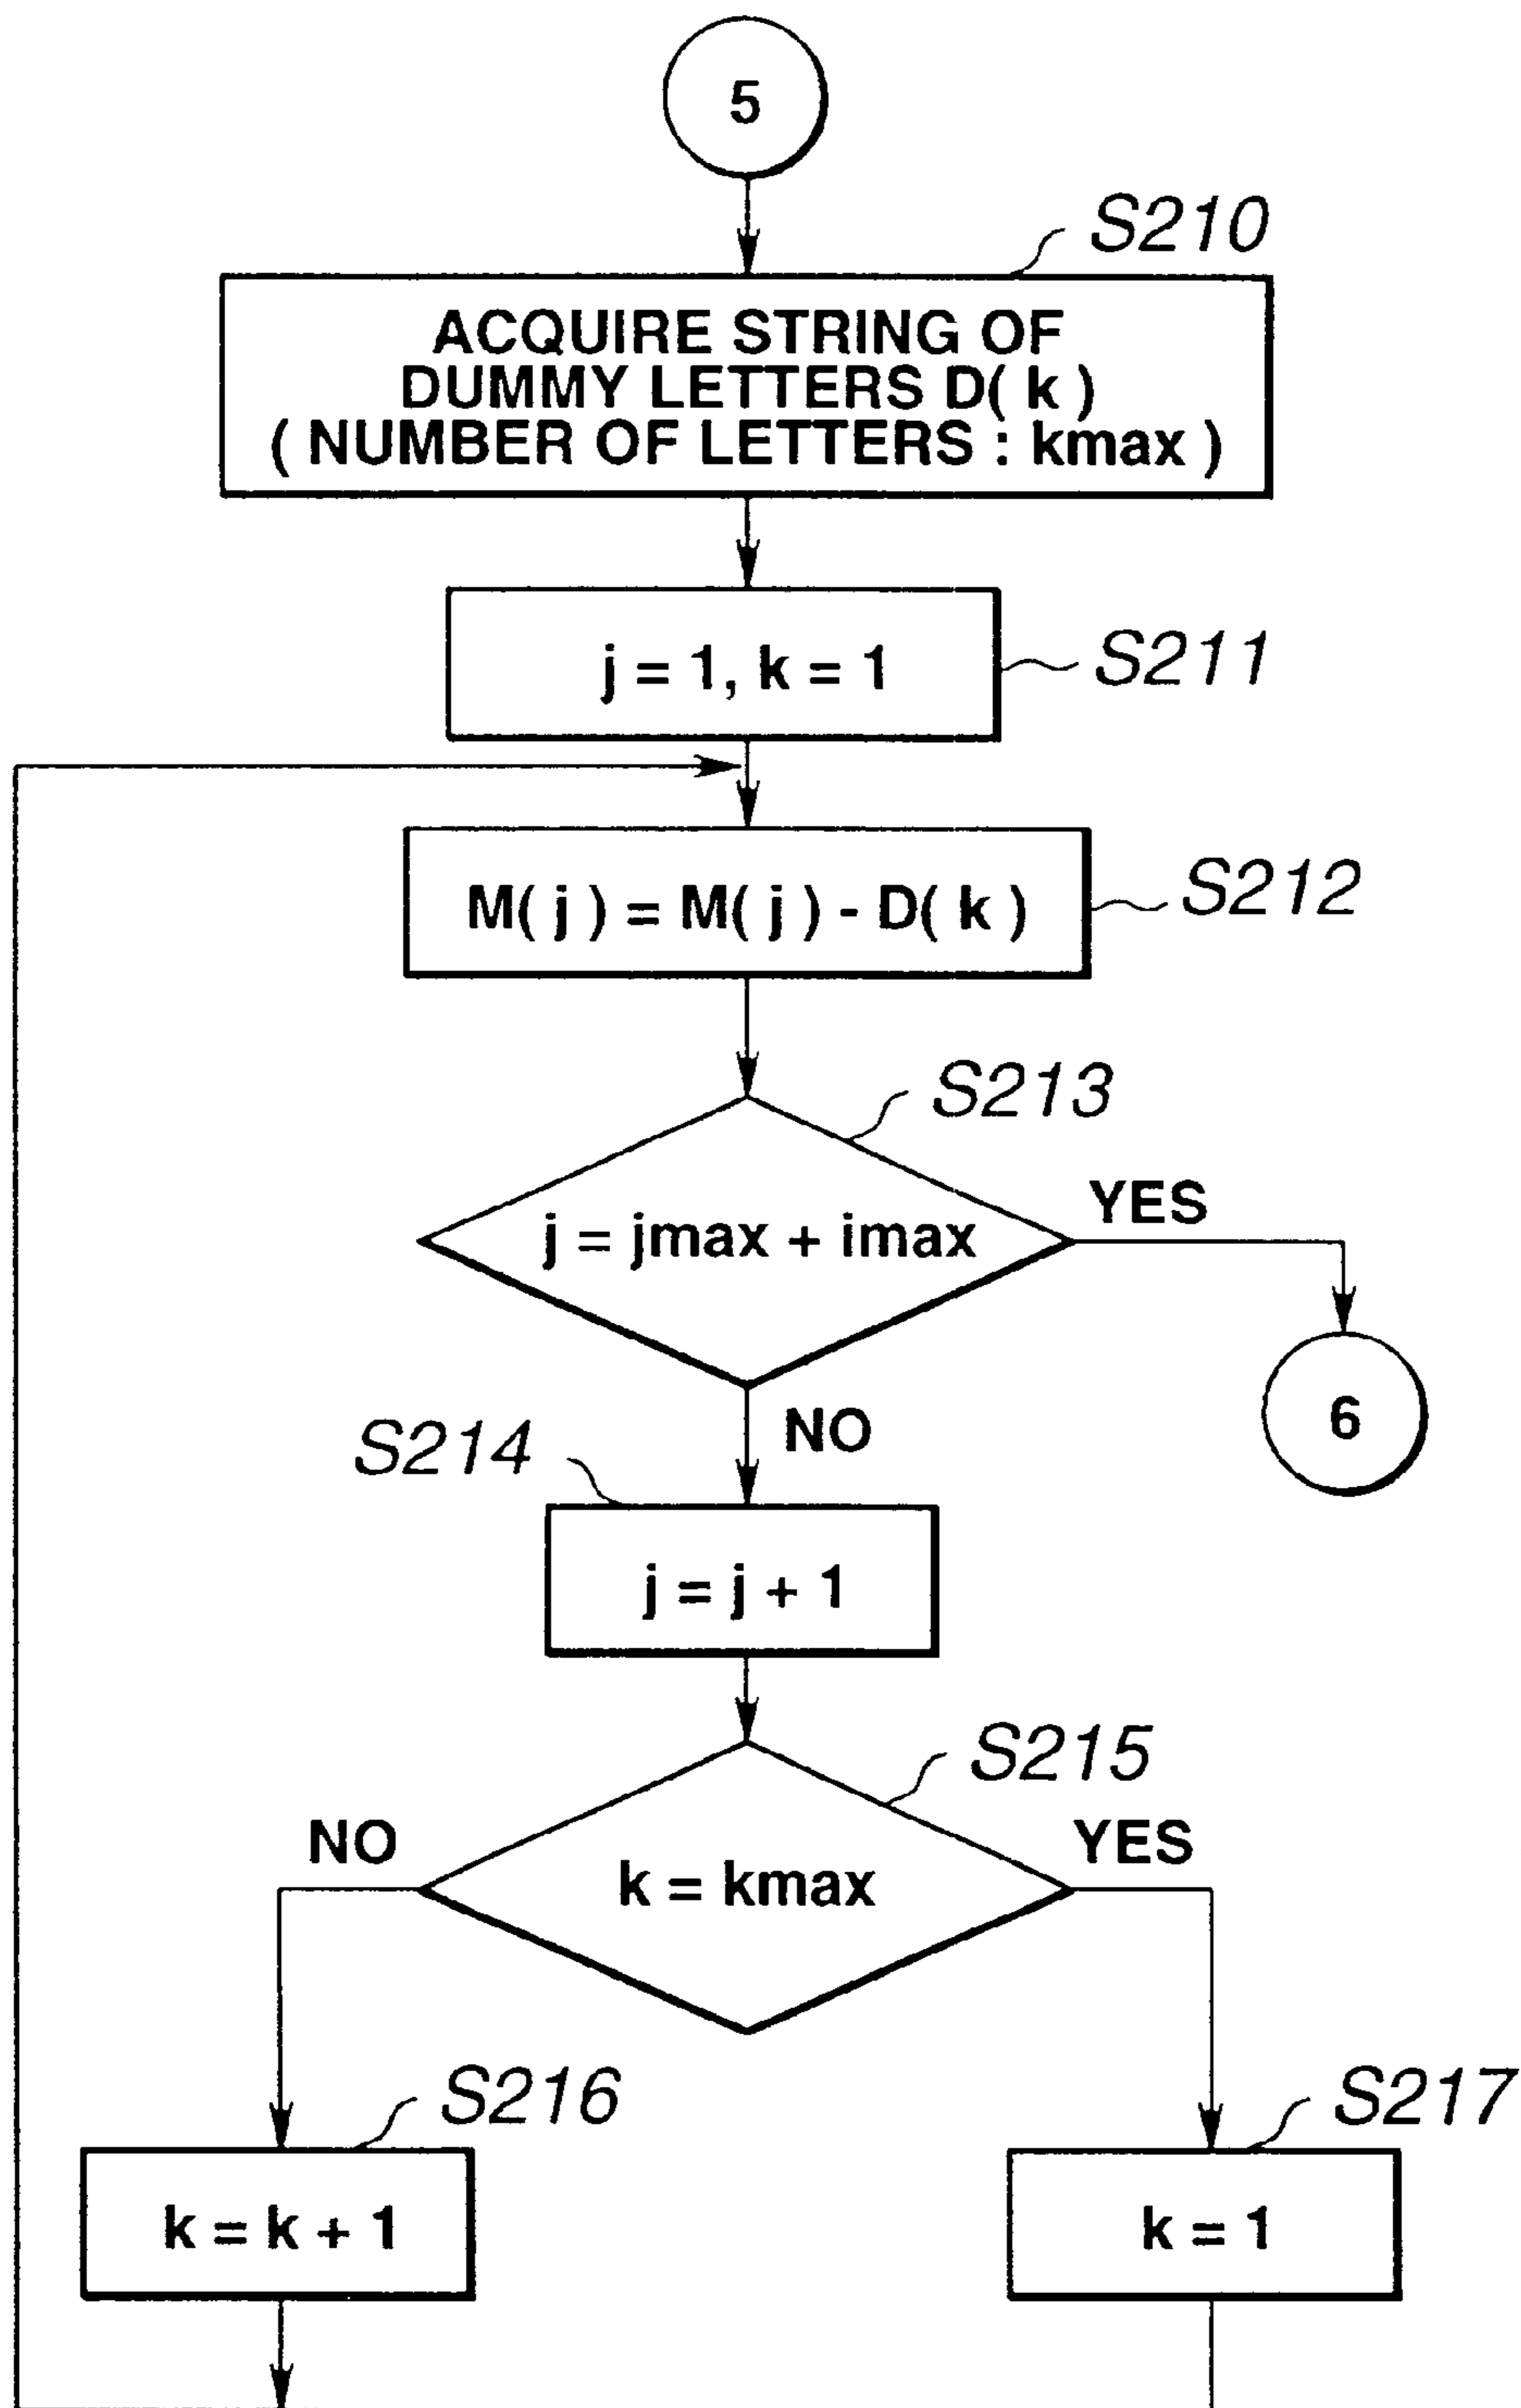 5
S210
ACQUIRE STRING OF
DUMMY LETTERS D( k )
( NUMBER OF LETTERS : kmax )
j = 1, k = 1
S211
M( j ) = M( j ) - D( k )
S212
S213
j = jmax + imax
YES
6
NO
S214
j = j + 1
S215
NO
YES
k = kmax
S216
S217
k = k + 1
k = 1